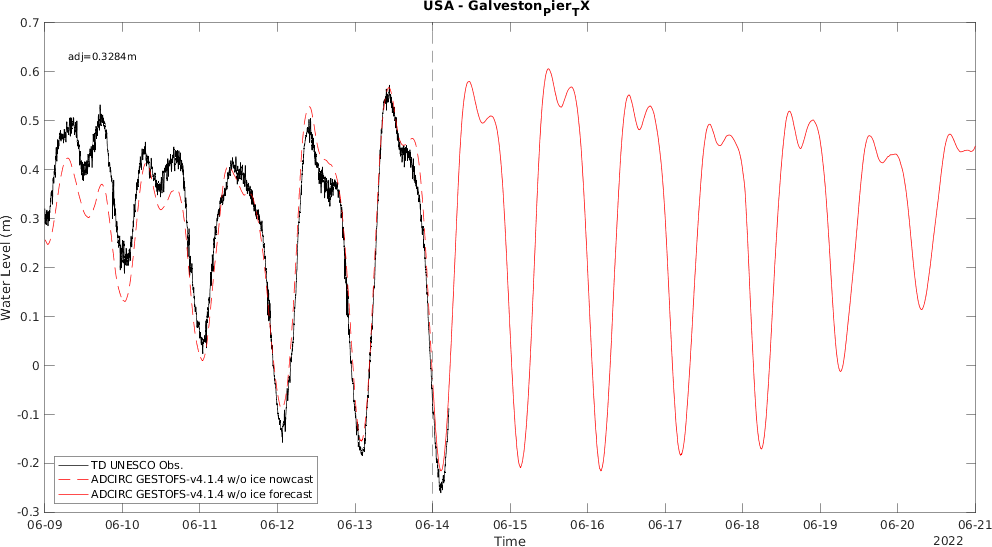 USA - Galveston_Pier_TX
adj=0.3284m
0.7
0.6
0.5
0.4
0.3
0.2
0.1
0
-0.1
-0.2
-0.3
Water Level (m)
TD UNESCO Obs.
ADCIRC GESTOFS-v4.1.4 w/o ice nowcast
ADCIRC GESTOFS-v4.1.4 w/o ice forecast
06-09 06-10 06-11 06-12 06-13 06-14 06-15 06-16 06-17 06-18 06-19 06-20 06-21
Time
2022